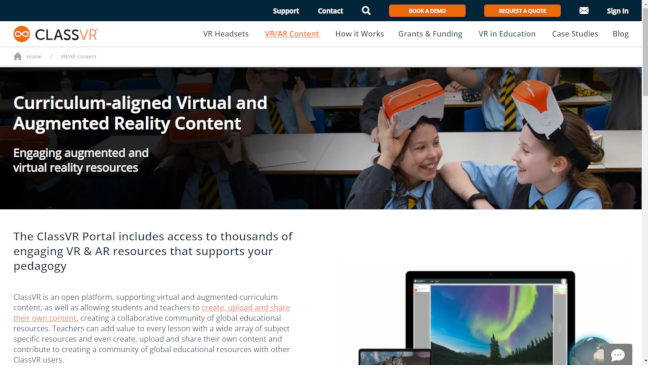 Support Contact BOOK A DEMO REQUEST A QUOTE Sign In
CLASSVR
VR Headsets VR/AR Content How it Works Grants & Funding VR in Education Case Studies Blog
Home / VR/AR Content
Curriculum-aligned Virtual and
Augmented Reality Content
Engaging augmented and
virtual reality resources
The ClassVR Portal includes access to thousands of
engaging VR & AR resources that supports your
pedagogy
ClassVR is an open platform, supporting virtual and augmented curriculum
content, as well as allowing students and teachers to create, upload and share
their own content, creating a collaborative community of global educational
resources. Teachers can add value to every lesson with a wide array of subject
specific resources and even create, upload and share their own content and
contribute to creating a community of global educational resources with other
ClassVR users.